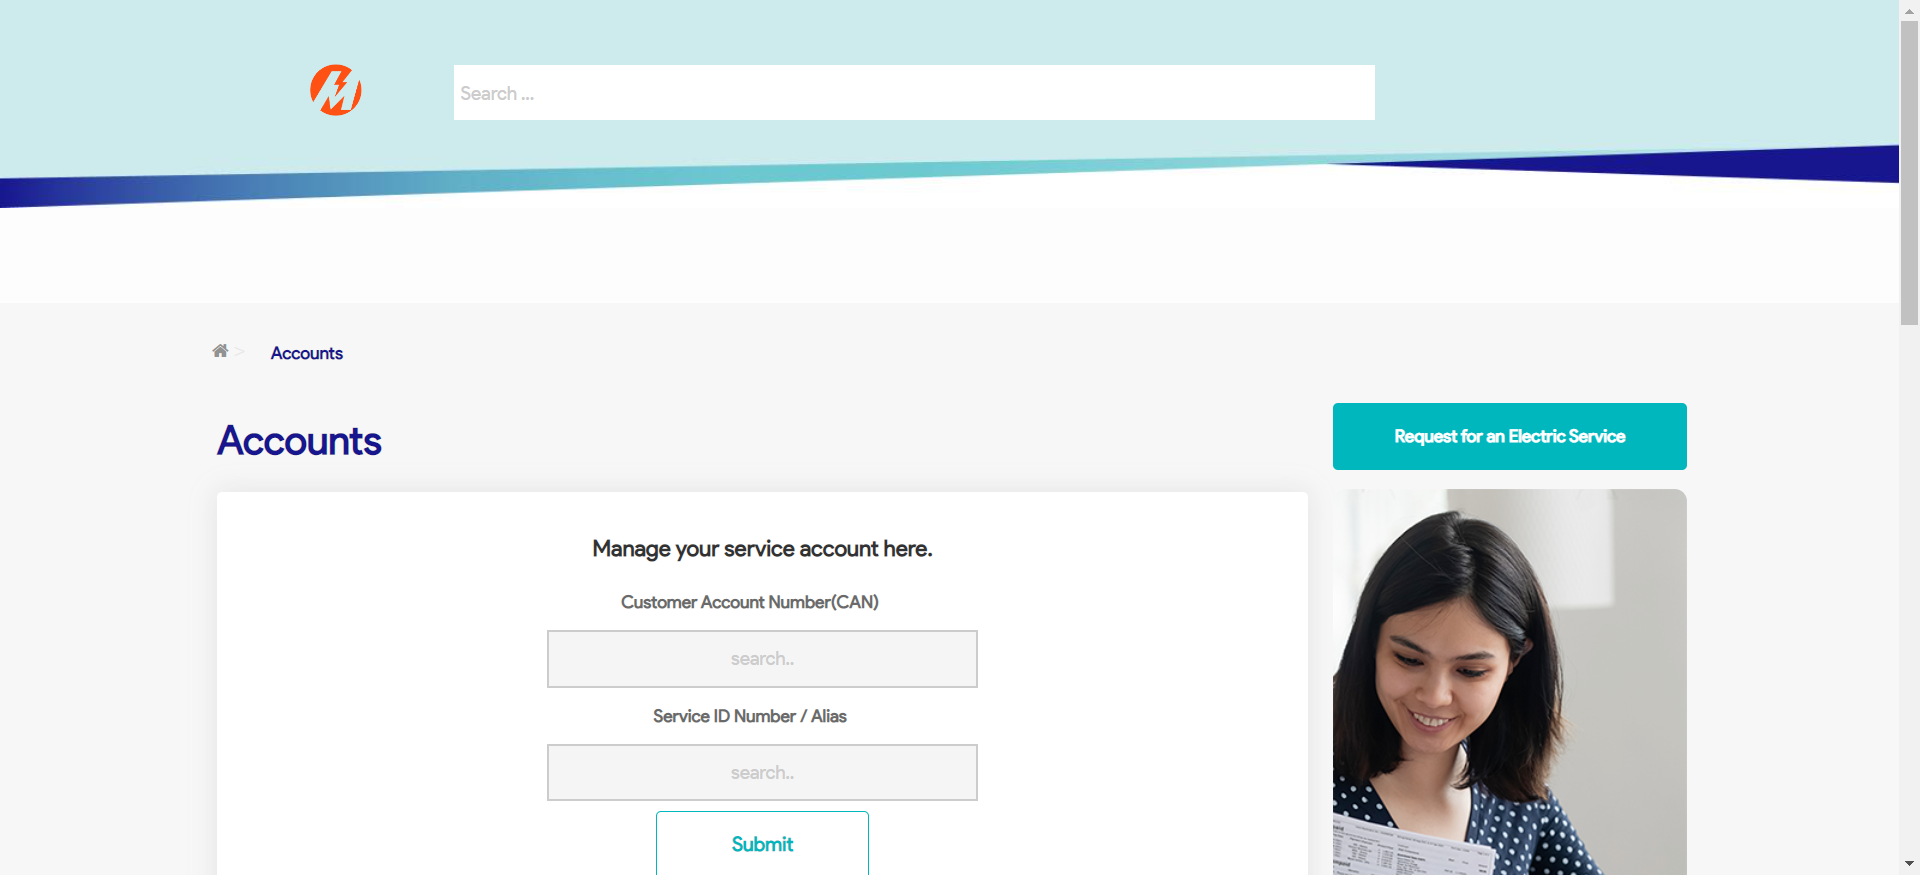 Search ...
> Accounts
Accounts
Request for an Electric Service
Manage your service account here.
Customer Account Number(CAN)
search..
Service ID Number / Alias
search..
Submit